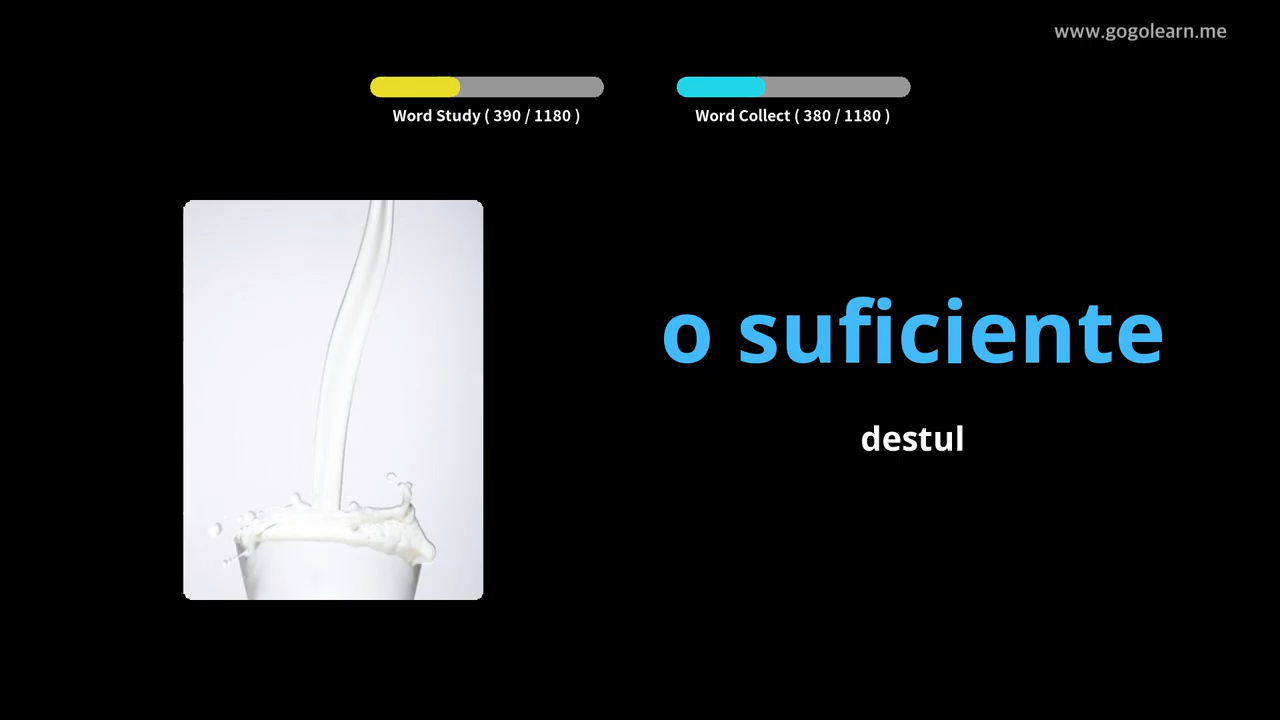 www.gogolearn.me
Word Study ( 390 / 1180 )
Word Collect ( 380 / 1180 )
o suficiente
destul